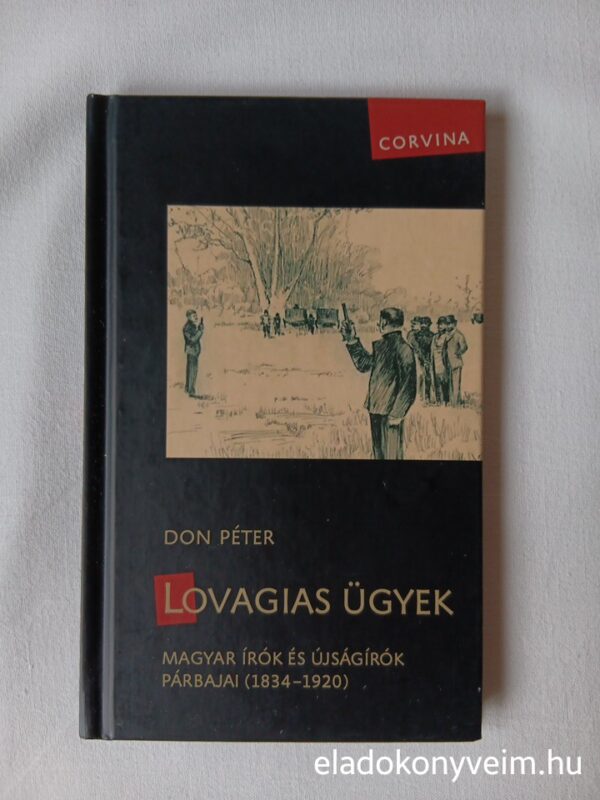 CORVINA
DON PÉTER
LOVAGIAS ÜGYEK
MAGYAR ÍRÓK ÉS ÚJSÁGÍRÓK
PÁRBAJAI (1834–1920)
eladokonyveim.hu